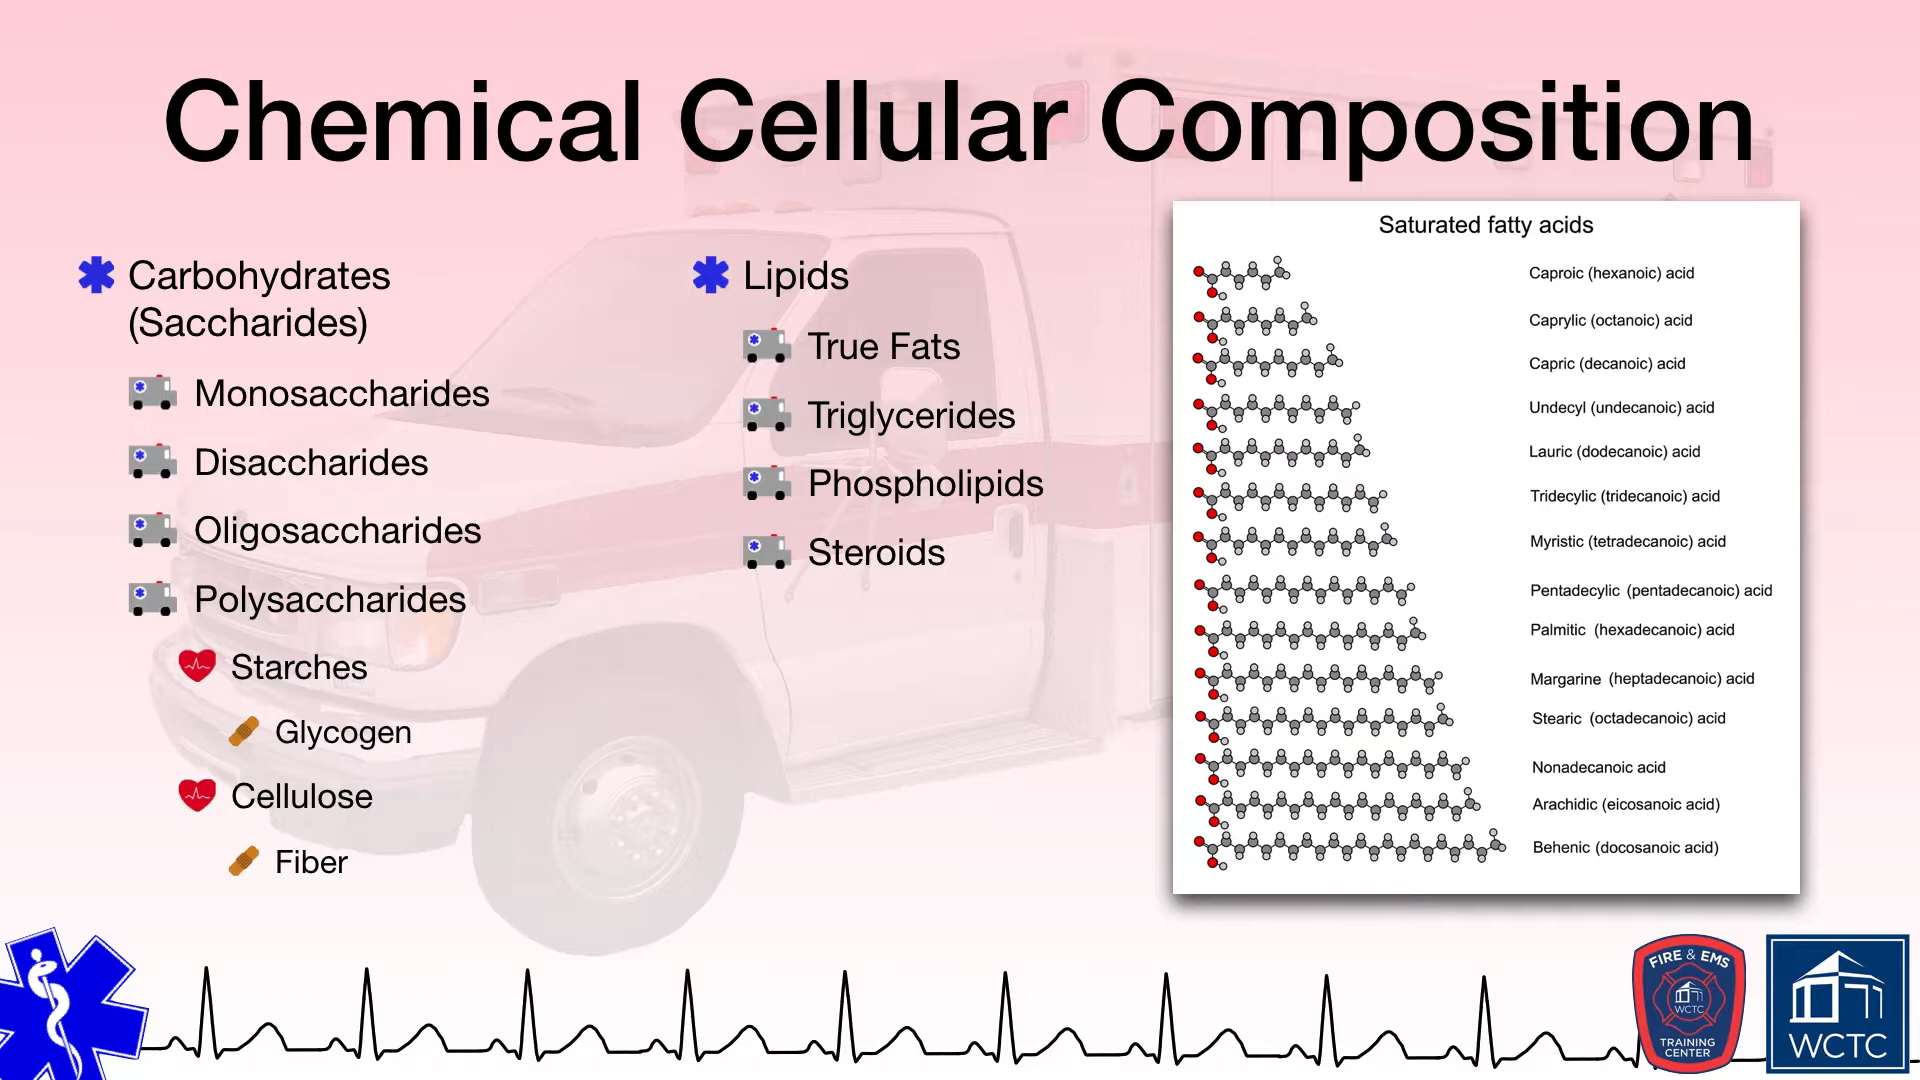 Chemical Cellular Composition
Carbohydrates
(Saccharides)
Monosaccharides
Disaccharides
Oligosaccharides
Polysaccharides
Starches
Glycogen
Cellulose
Fiber
Lipids
True Fats
Triglycerides
Phospholipids
Steroids
Saturated fatty acids
Caproic (hexanoic) acid
Caprylic (octanoic) acid
Capric (decanoic) acid
Undecyl (undecanoic) acid
Lauric (dodecanoic) acid
Tridecylic (tridecanoic) acid
Myristic (tetradecanoic) acid
Pentadecylic (pentadecanoic) acid
Palmitic (hexadecanoic) acid
Margarine (heptadecanoic) acid
Stearic (octadecanoic) acid
Nonadecanoic acid
Arachidic (eicosanoic acid)
Behenic (docosanoic acid)
FIRE & EMS
WCTC
TRAINING
CENTER
WCTC